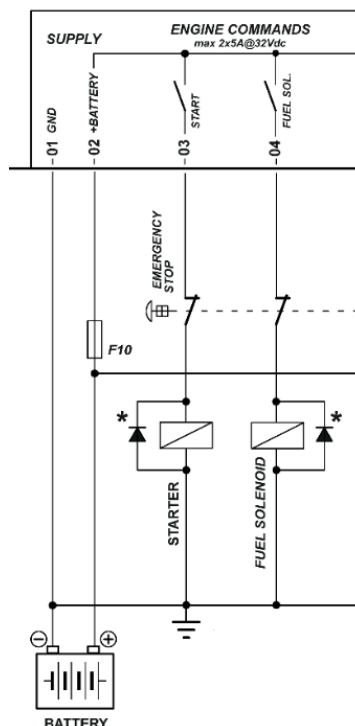 SUPPLY
ENGINE COMMANDS
max 2x5A@32Vdc
01 GND
02 +BATTERY
03
START
04
FUEL SOL.
EMERGENCY
STOP
F10
*
*
STARTER
FUEL SOLENOID
− +
BATTERY